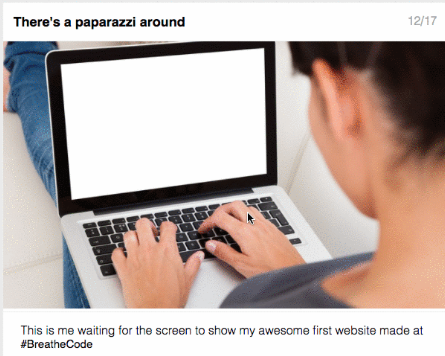 There's a paparazzi around
12/17
This is me waiting for the screen to show my awesome first website made at
#BreatheCode